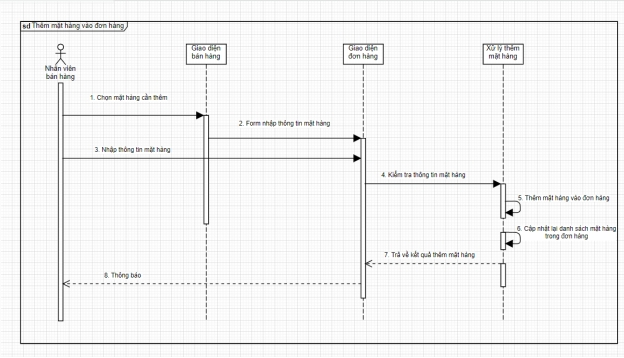 sd Thêm mặt hàng vào đơn hàng
Giao diện
bán hàng
Giao diện
đơn hàng
Xử lý thêm
mặt hàng
Nhân viên
bán hàng
1. Chọn mặt hàng cần thêm
2. Form nhập thông tin mặt hàng
3. Nhập thông tin mặt hàng
4. Kiểm tra thông tin mặt hàng
5. Thêm mặt hàng vào đơn hàng
6. Cập nhật lại danh sách mặt hàng
trong đơn hàng
7. Trả về kết quả thêm mặt hàng
8. Thông báo